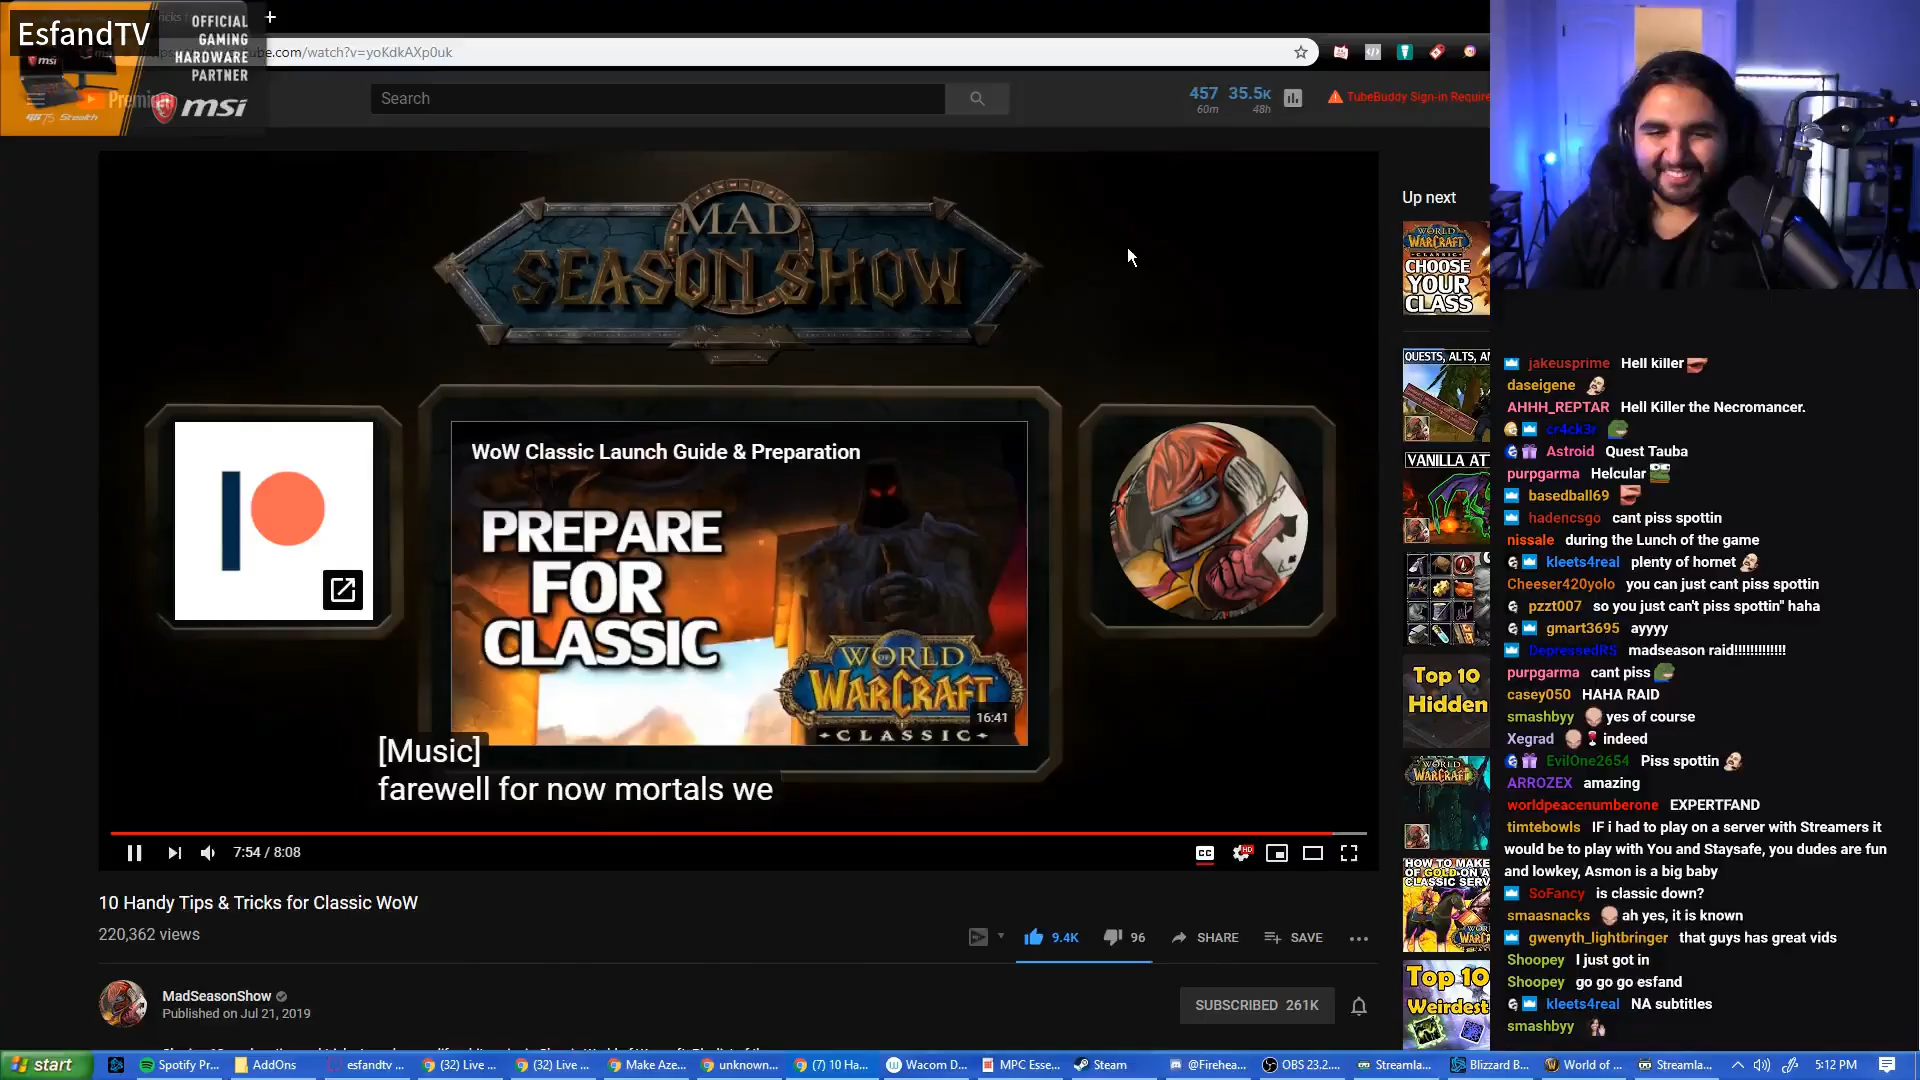 EsfandTV
OFFICIAL
GAMING
HARDWARE
PARTNER
msi
be.com/watch?v=yoKdkAXp0uk
Premium
Search
457 35.5K
60m 48h
TubeBuddy Sign-in Require
MAD
SEASON SHOW
WoW Classic Launch Guide & Preparation
PREPARE
FOR
CLASSIC
WORLD
OF
WARCRAFT
CLASSIC
16:41
[Music]
farewell for now mortals we
7:54 / 8:08
CC
HD
10 Handy Tips & Tricks for Classic WoW
220,362 views
9.4K
96
SHARE
SAVE
MadSeasonShow
Published on Jul 21, 2019
SUBSCRIBED 261K
Up next
WORLD
WARCRAFT
CLASSIC
CHOOSE
YOUR
CLASS
QUESTS, ALTS, A
VANILLA AT
Top 10
Hidden
WORLD
WARCRAFT
HOW TO MAKE
OF GOLD ON A
CLASSIC SERV
Top 10
Weirdest
jakeusprime Hell killer
daseigene
AHHH_REPTAR Hell Killer the Necromancer.
cr4ck3r
Astroid Quest Tauba
purpgarma Helcular
basedball69
hadencsgo cant piss spottin
nissale during the Lunch of the game
kleets4real plenty of hornet
Cheeser420yolo you can just cant piss spottin
pzzt007 so you just can't piss spottin" haha
gmart3695 ayyyy
DepressedRS madseason raid!!!!!!!!!!!!!
purpgarma cant piss
casey050 HAHA RAID
smashbyy yes of course
Xegrad indeed
EvilOne2654 Piss spottin
ARROZEX amazing
worldpeacenumberone EXPERTFAND
timtebowls IF i had to play on a server with Streamers it
would be to play with You and Staysafe, you dudes are fun
and lowkey, Asmon is a big baby
SoFancy is classic down?
smaasnacks ah yes, it is known
gwenyth_lightbringer that guys has great vids
Shoopey I just got in
Shoopey go go go esfand
kleets4real NA subtitles
smashbyy
start
Spotify Pr...
AddOns
esfandtv ...
(32) Live ...
(32) Live ...
Make Aze...
unknown...
(7) 10 Ha...
Wacom D...
MPC Esse...
Steam
@Firehea...
OBS 23.2....
Streamla...
Blizzard B...
World of ...
Streamla...
5:12 PM